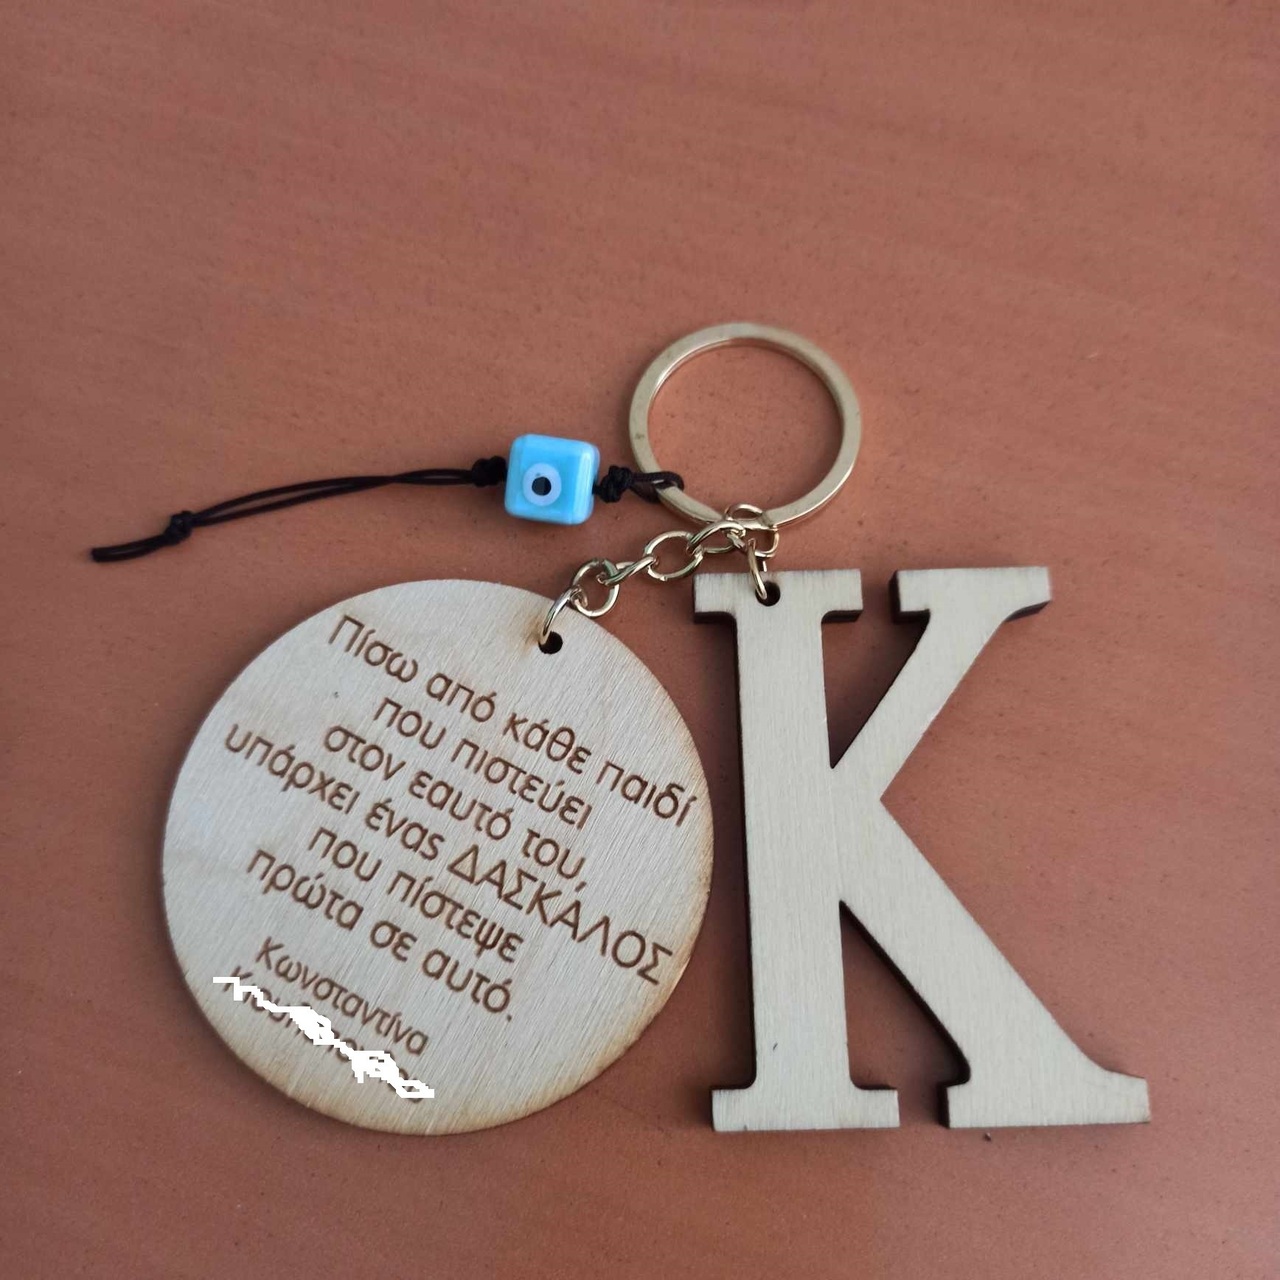 Πίσω από κάθε παιδί
που πιστεύει
στον εαυτό του,
υπάρχει ένας ΔΑΣΚΑΛΟΣ
που πίστεψε
πρώτα σε αυτό.
Κωνσταντίνα
K